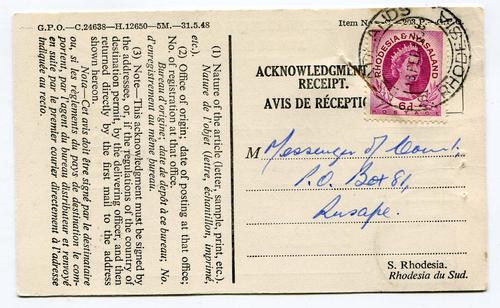 G.P.O.—C.24638—H.12650—5M.—31.5.48
G.P.O.
Item No
ACKNOWLEDGMENT
RECEIPT.
AVIS DE RÉCEPTIO
RHODESIA & NYASALAND
6d
POSTAGE
RHODESIA
M Messenger of Court,
P.O. Box 81,
Rusape.
S. Rhodesia.
Rhodesia du Sud.
(1) Nature of the article (letter, sample, print, etc.).
Nature de l'objet (lettre, échantillon, imprimé,
etc.).
(2) Office of origin; date of posting at that office;
No. of registration at that office.
Bureau d'origine; date de dépôt à ce bureau; No.
d'enregistrement au même bureau.
(3) Note—This acknowledgment must be signed by
the addressee, or, if the regulations of the country of
destination permit, by the delivering officer, and then
returned directly by the first mail to the address
shown hereon.
Note—Cet avis doit être signé par le destinataire
ou, si les règlements du pays de destination le com-
portent, par l'agent du bureau distributeur et renvoyé
en suite par le premier courier directement à l'adresse
indiquée au recto.